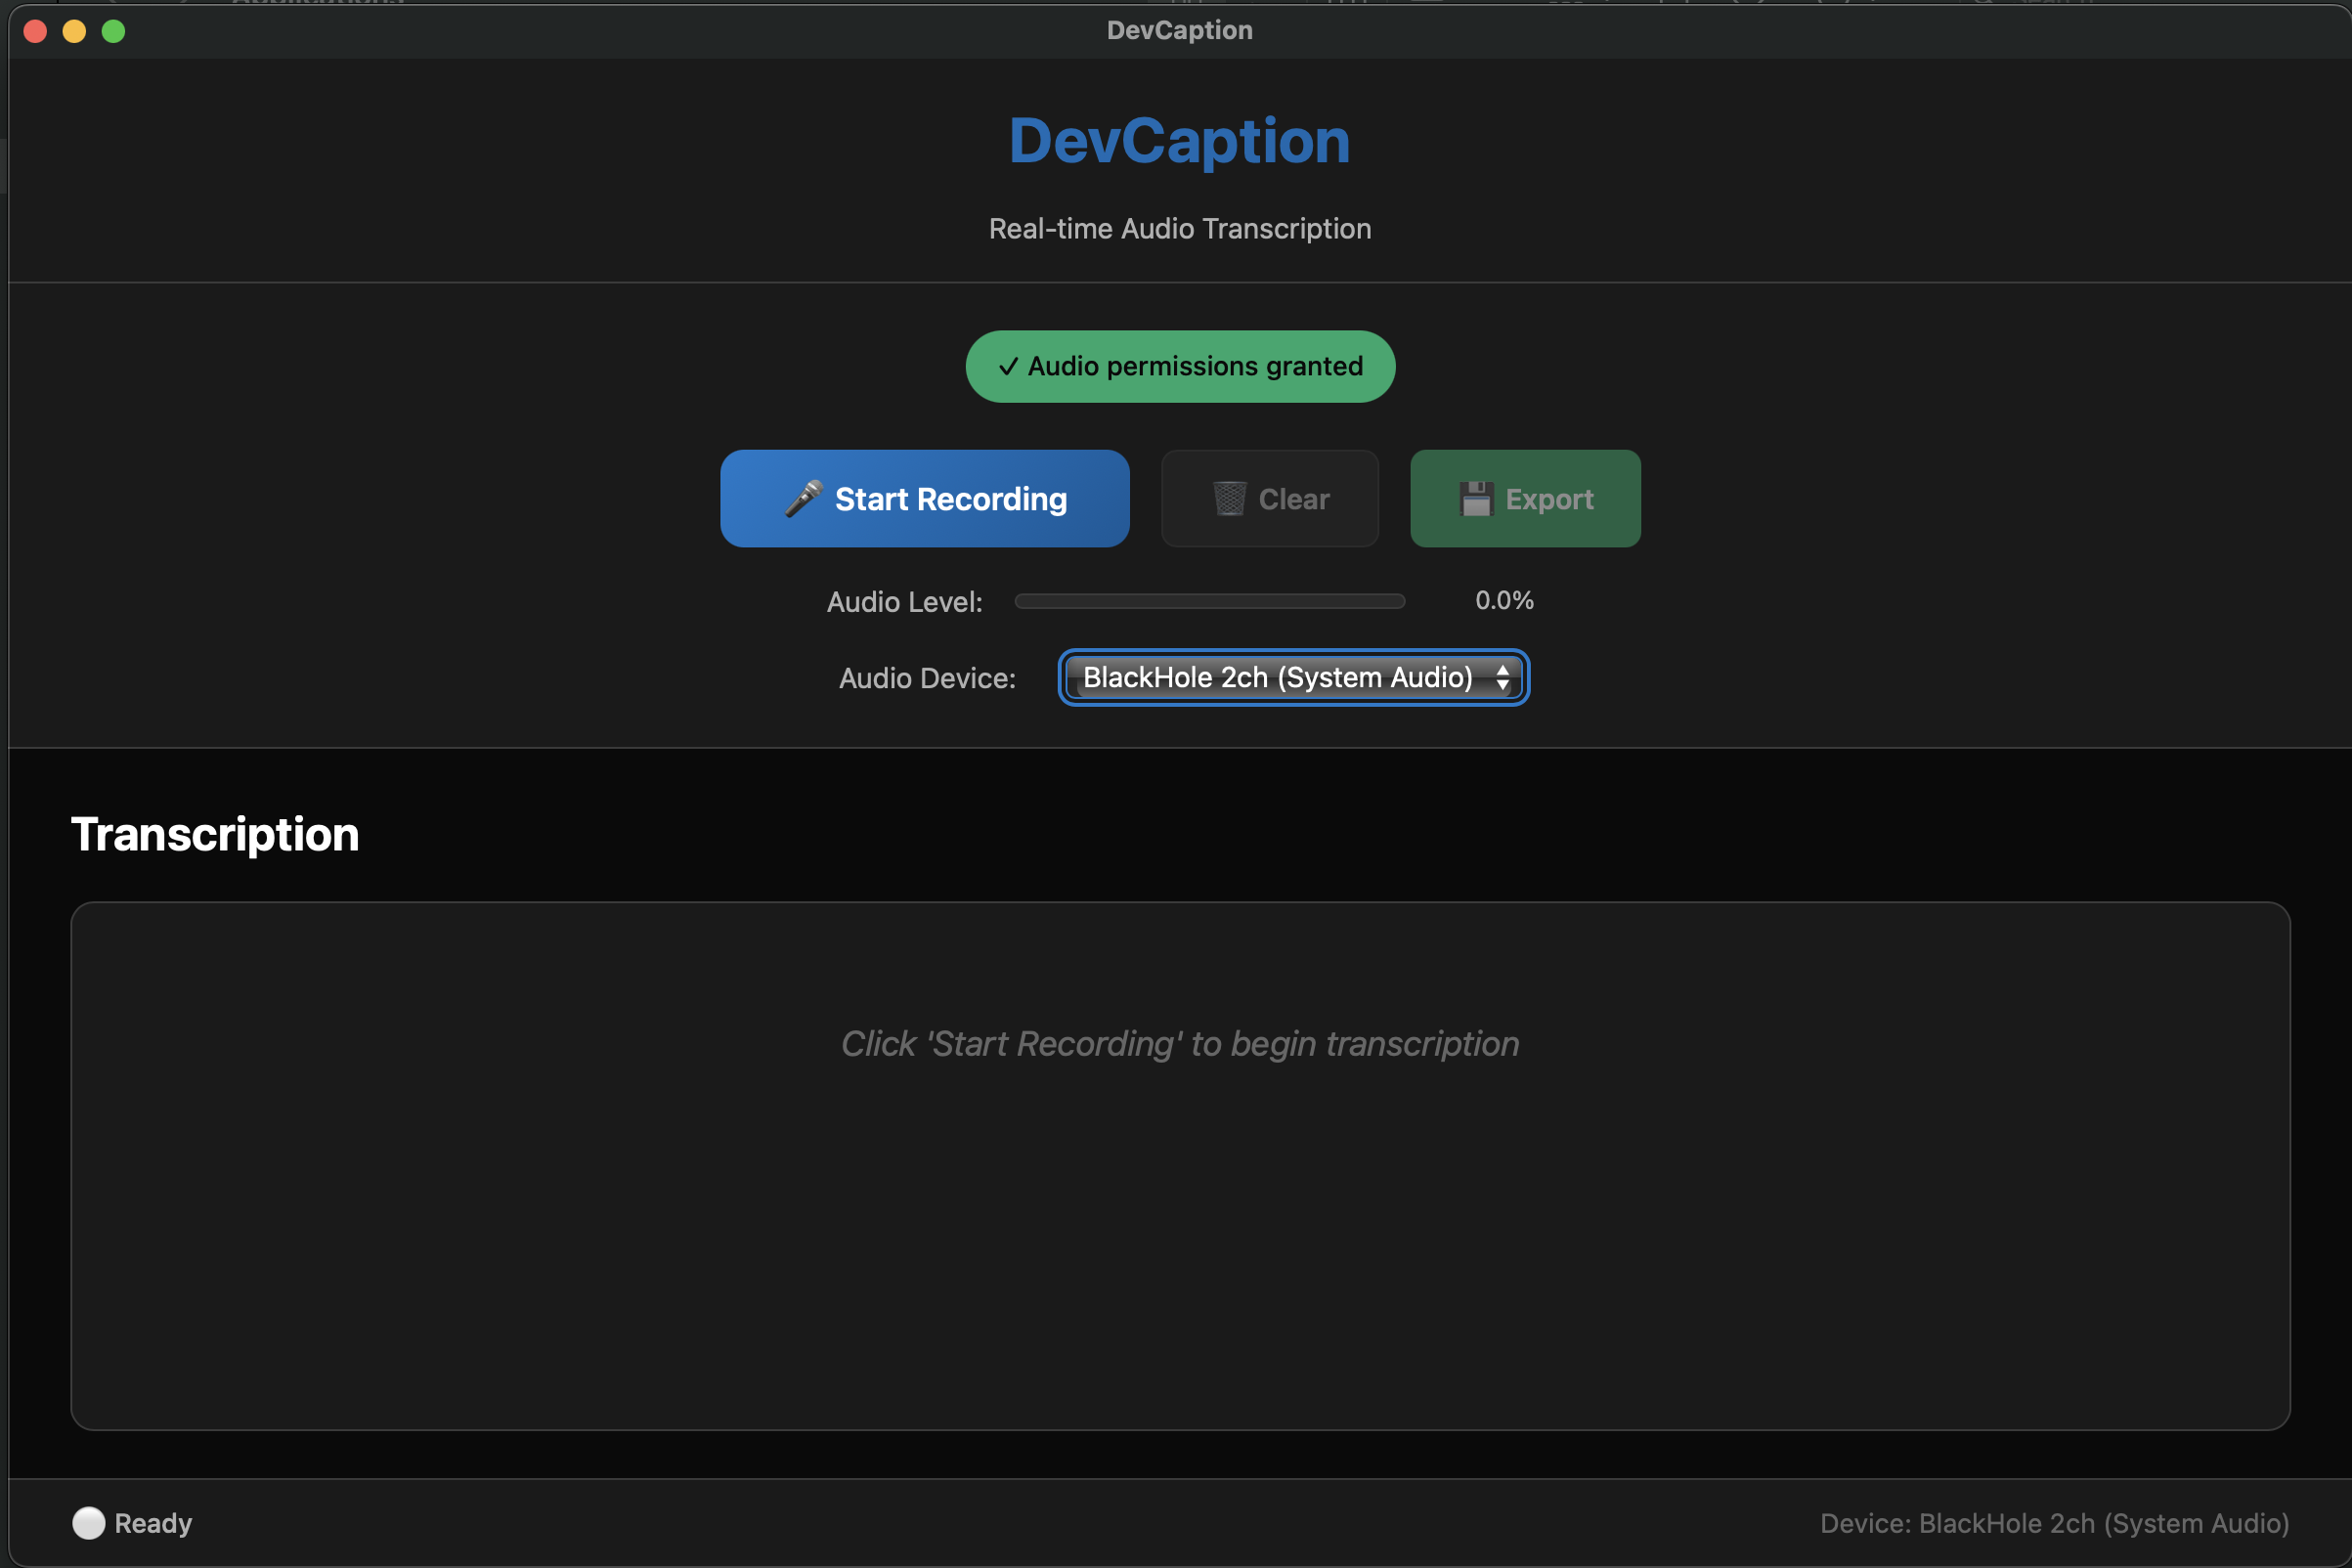 DevCaption
DevCaption
Real-time Audio Transcription
✓ Audio permissions granted
Start Recording
Clear
Export
Audio Level:
0.0%
Audio Device:
BlackHole 2ch (System Audio)
Transcription
Click 'Start Recording' to begin transcription
Ready
Device: BlackHole 2ch (System Audio)